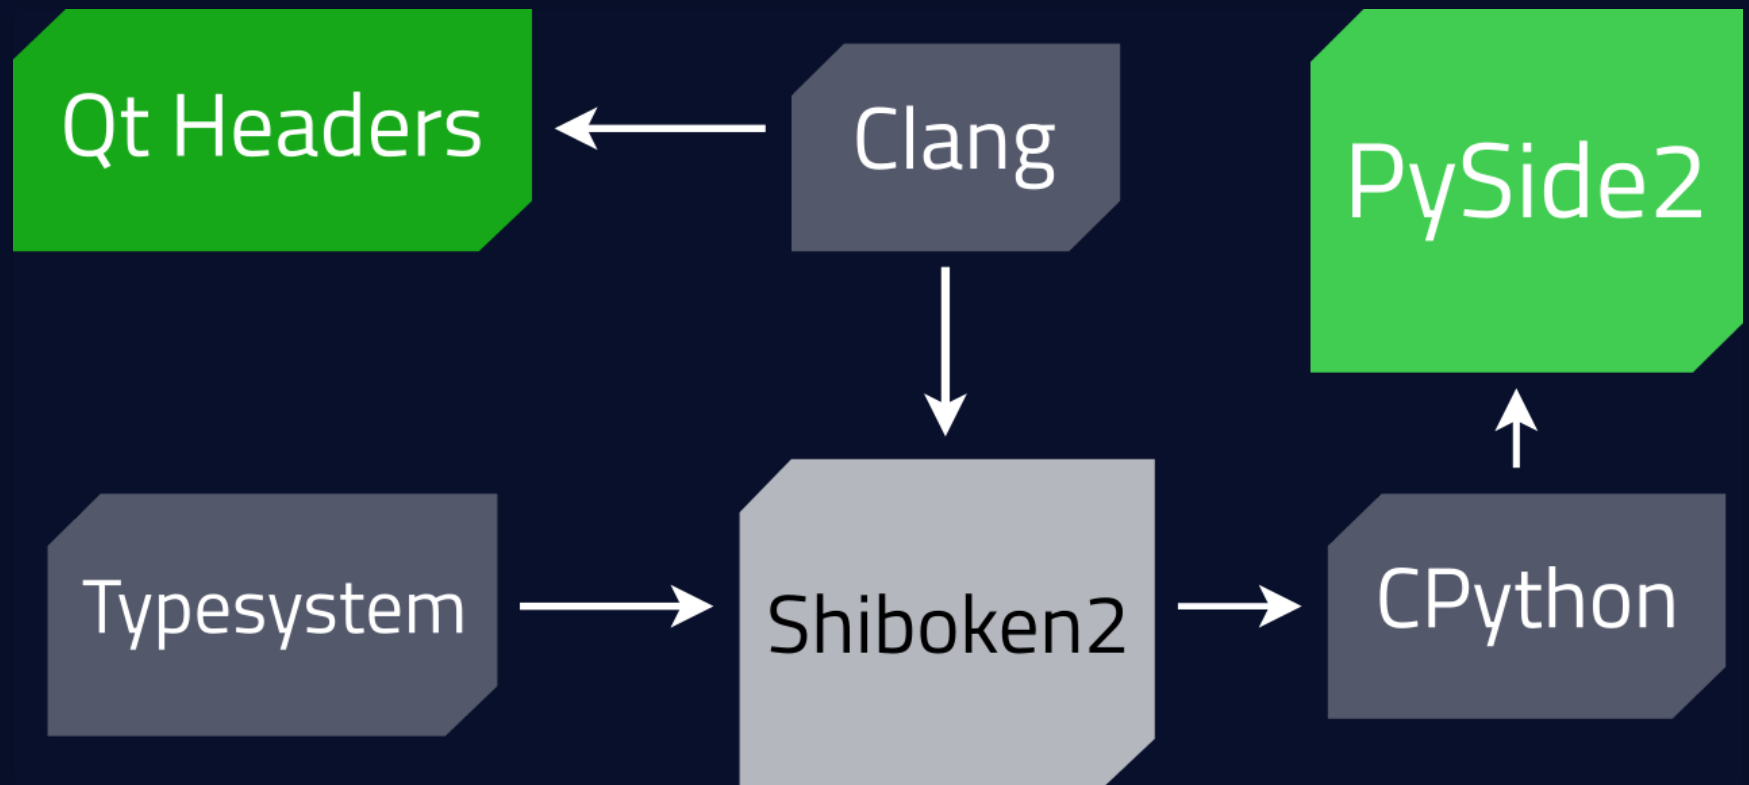 Qt Headers
Clang
PySide2
Typesystem
Shiboken2
CPython